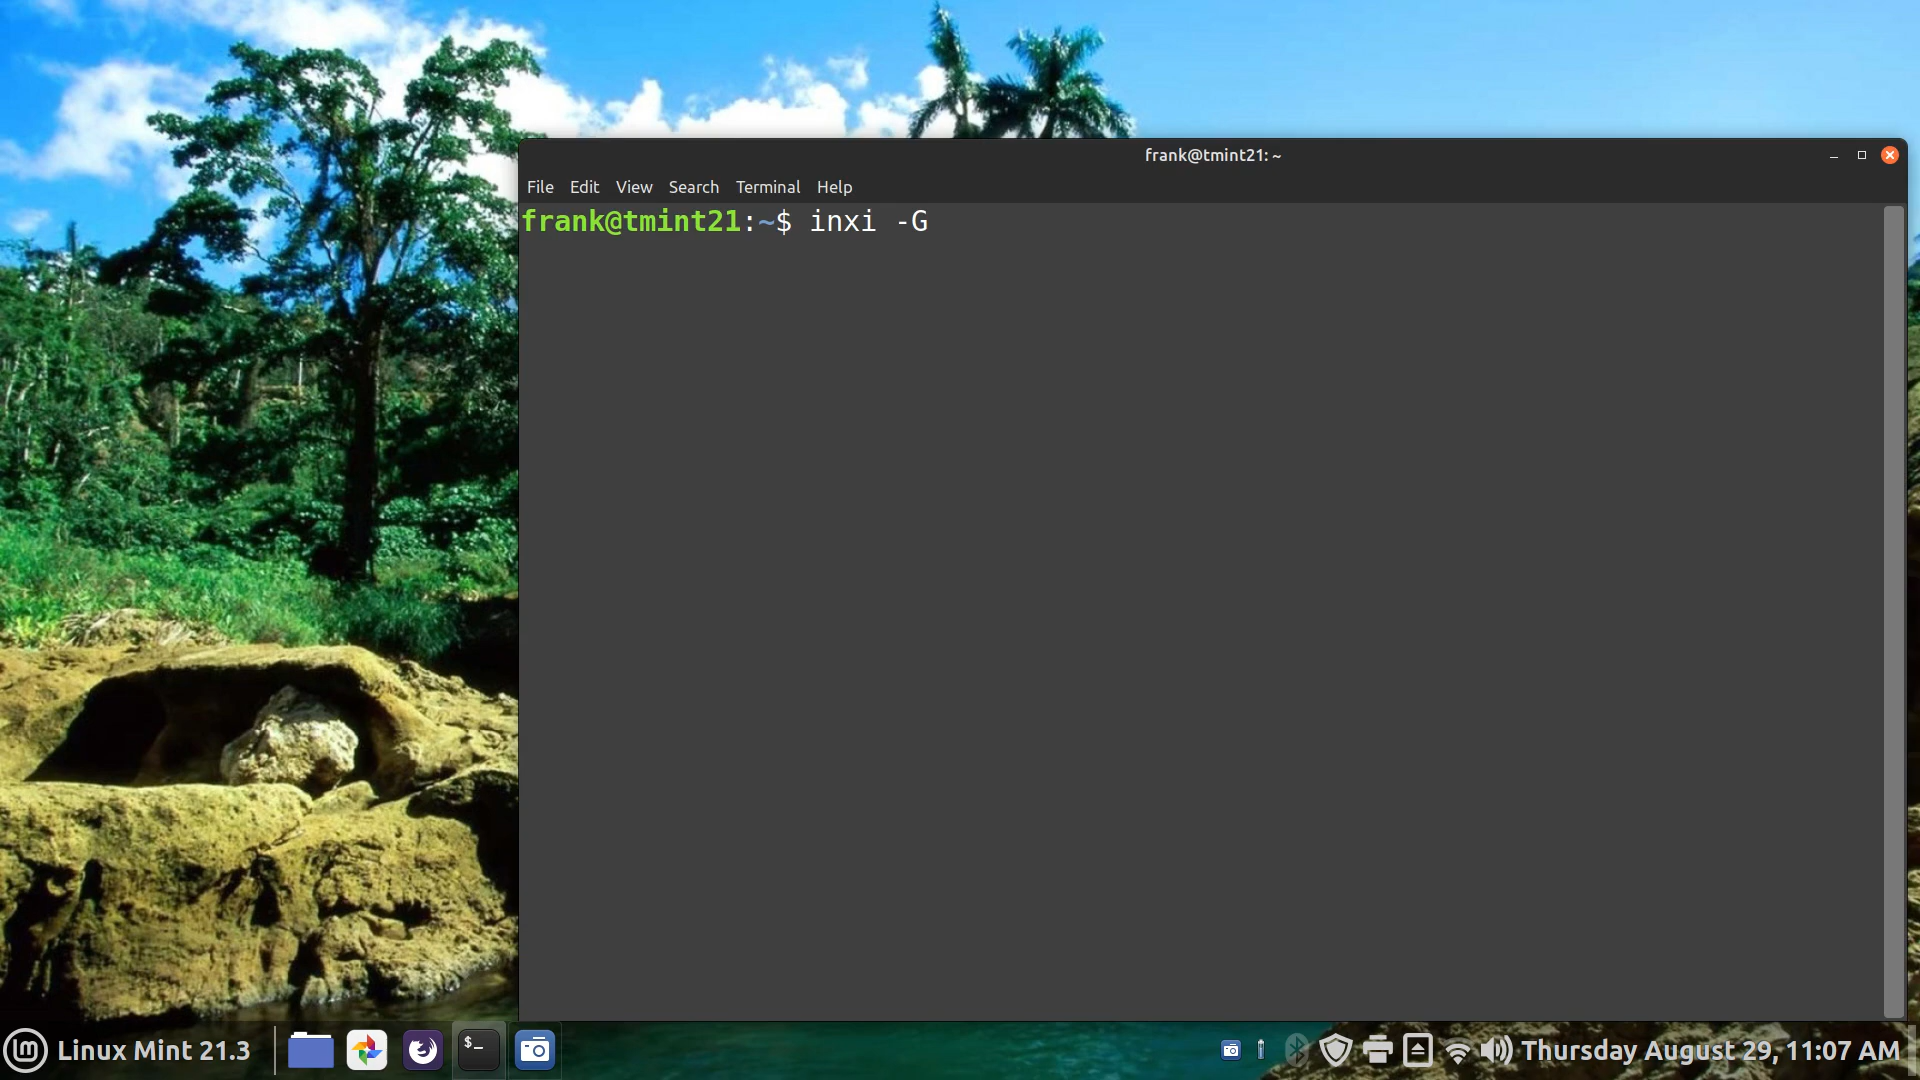 frank@tmint21: ~
File Edit View Search Terminal Help
frank@tmint21:~$ inxi -G
Linux Mint 21.3
$_
Thursday August 29, 11:07 AM